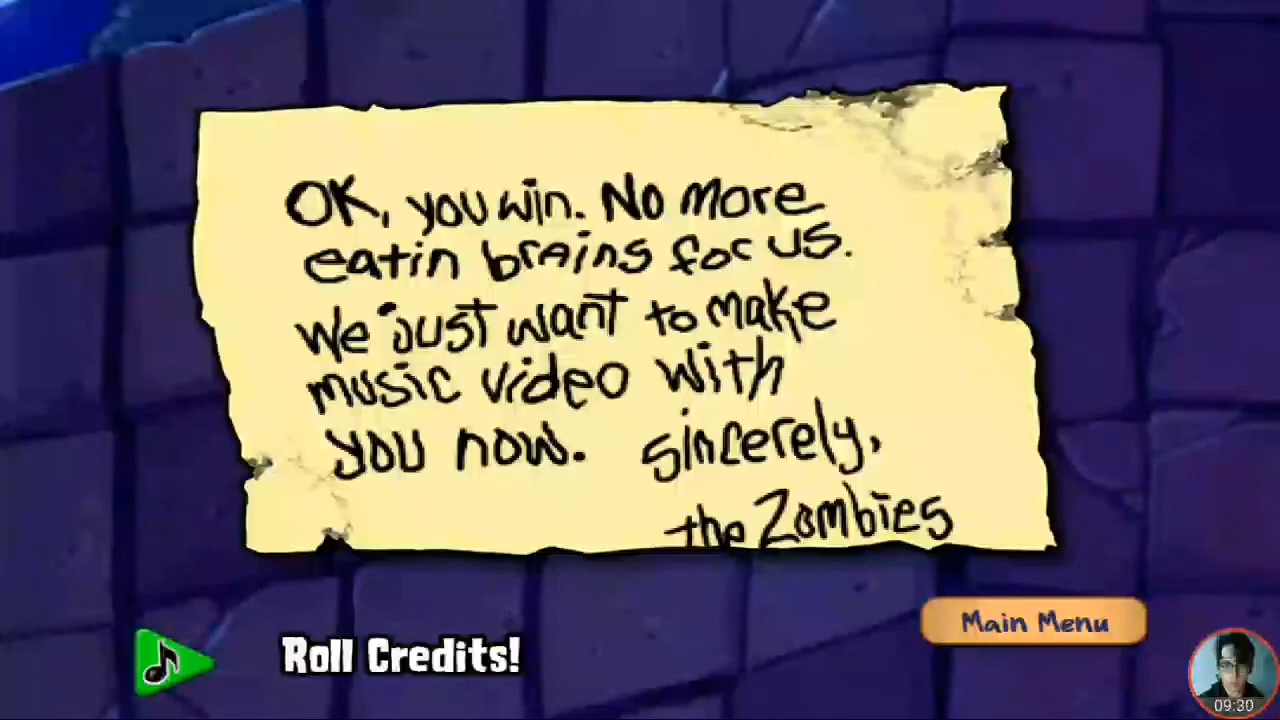 OK, you win. No more
eatin brains for us.
We just want to make
music video with
you now. sincerely,
the Zombies
Main Menu
Roll Credits!
09:30